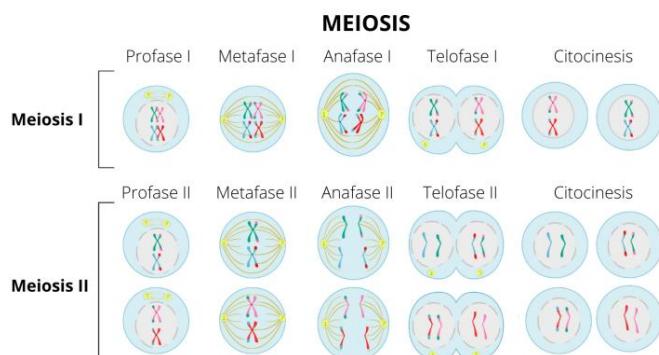 MEIOSIS
Profase I Metafase I Anafase I Telofase I Citocinesis
Meiosis I
Profase II Metafase II Anafase II Telofase II Citocinesis
Meiosis II